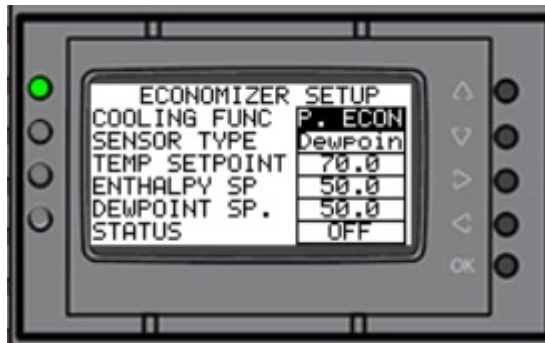 ECONOMIZER SETUP
COOLING FUNC P. ECON
SENSOR TYPE Dewpoin
TEMP SETPOINT 70.0
ENTHALPY SP 50.0
DEWPOINT SP. 50.0
STATUS OFF
OK